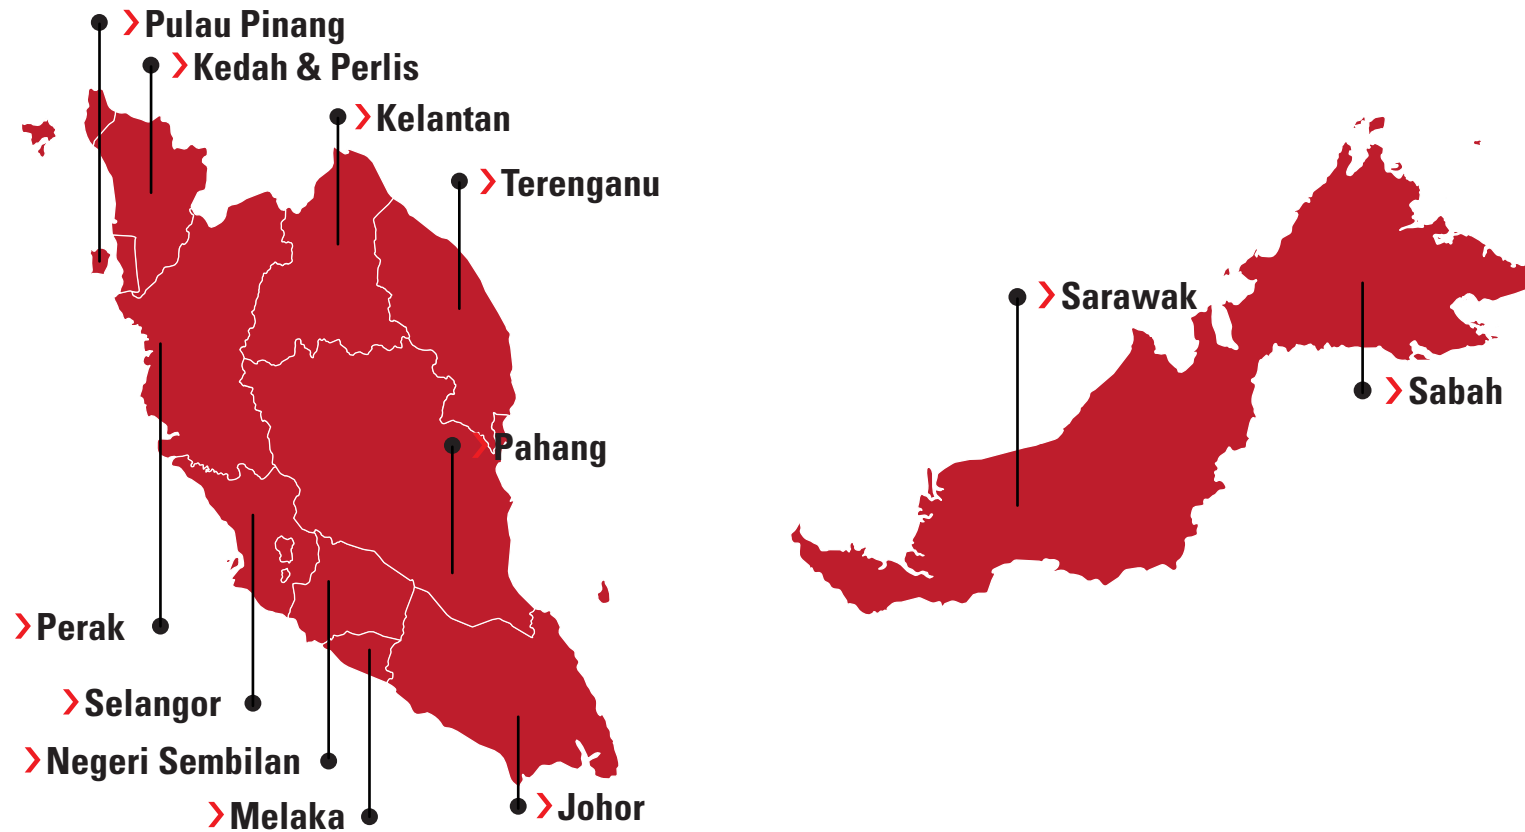 Pulau Pinang
Kedah & Perlis
Kelantan
Terenganu
Sarawak
Sabah
Pahang
Perak
Selangor
Negeri Sembilan
Melaka
Johor